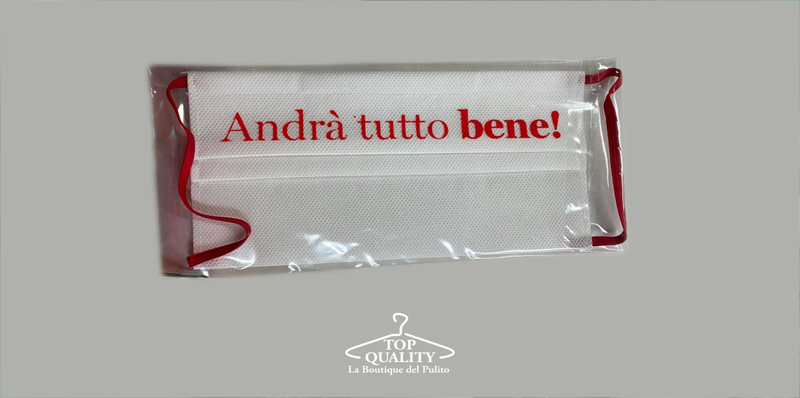 Andrà tutto bene!
TOP
QUALITY
La Boutique del Pulito